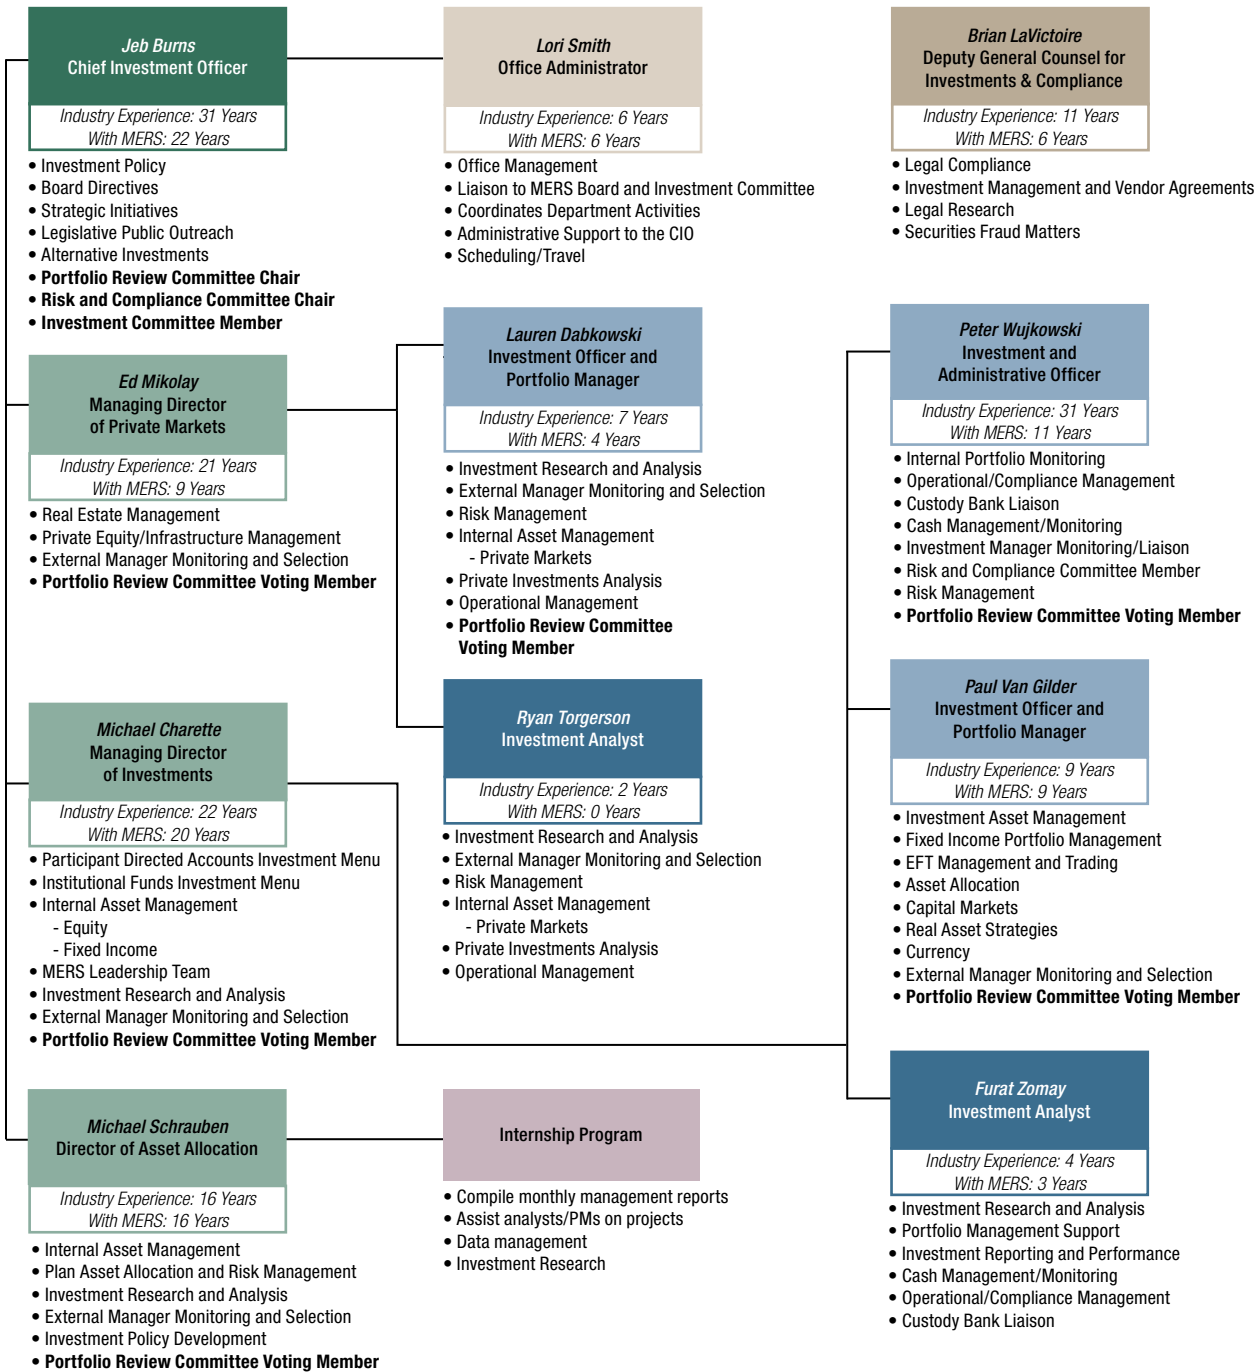 Jeb Burns
Chief Investment Officer
Industry Experience: 31 Years
With MERS: 22 Years
• Investment Policy
• Board Directives
• Strategic Initiatives
• Legislative Public Outreach
• Alternative Investments
• Portfolio Review Committee Chair
• Risk and Compliance Committee Chair
• Investment Committee Member
Lori Smith
Office Administrator
Industry Experience: 6 Years
With MERS: 6 Years
• Office Management
• Liaison to MERS Board and Investment Committee
• Coordinates Department Activities
• Administrative Support to the CIO
• Scheduling/Travel
Brian LaVictoire
Deputy General Counsel for
Investments & Compliance
Industry Experience: 11 Years
With MERS: 6 Years
• Legal Compliance
• Investment Management and Vendor Agreements
• Legal Research
• Securities Fraud Matters
Ed Mikolay
Managing Director
of Private Markets
Industry Experience: 21 Years
With MERS: 9 Years
• Real Estate Management
• Private Equity/Infrastructure Management
• External Manager Monitoring and Selection
• Portfolio Review Committee Voting Member
Lauren Dabkowski
Investment Officer and
Portfolio Manager
Industry Experience: 7 Years
With MERS: 4 Years
• Investment Research and Analysis
• External Manager Monitoring and Selection
• Risk Management
• Internal Asset Management
- Private Markets
• Private Investments Analysis
• Operational Management
• Portfolio Review Committee
Voting Member
Peter Wujkowski
Investment and
Administrative Officer
Industry Experience: 31 Years
With MERS: 11 Years
• Internal Portfolio Monitoring
• Operational/Compliance Management
• Custody Bank Liaison
• Cash Management/Monitoring
• Investment Manager Monitoring/Liaison
• Risk and Compliance Committee Member
• Risk Management
• Portfolio Review Committee Voting Member
Michael Charette
Managing Director
of Investments
Industry Experience: 22 Years
With MERS: 20 Years
• Participant Directed Accounts Investment Menu
• Institutional Funds Investment Menu
• Internal Asset Management
- Equity
- Fixed Income
• MERS Leadership Team
• Investment Research and Analysis
• External Manager Monitoring and Selection
• Portfolio Review Committee Voting Member
Ryan Torgerson
Investment Analyst
Industry Experience: 2 Years
With MERS: 0 Years
• Investment Research and Analysis
• External Manager Monitoring and Selection
• Risk Management
• Internal Asset Management
- Private Markets
• Private Investments Analysis
• Operational Management
Paul Van Gilder
Investment Officer and
Portfolio Manager
Industry Experience: 9 Years
With MERS: 9 Years
• Investment Asset Management
• Fixed Income Portfolio Management
• EFT Management and Trading
• Asset Allocation
• Capital Markets
• Real Asset Strategies
• Currency
• External Manager Monitoring and Selection
• Portfolio Review Committee Voting Member
Michael Schrauben
Director of Asset Allocation
Industry Experience: 16 Years
With MERS: 16 Years
• Internal Asset Management
• Plan Asset Allocation and Risk Management
• Investment Research and Analysis
• External Manager Monitoring and Selection
• Investment Policy Development
• Portfolio Review Committee Voting Member
Internship Program
• Compile monthly management reports
• Assist analysts/PMs on projects
• Data management
• Investment Research
Furat Zomay
Investment Analyst
Industry Experience: 4 Years
With MERS: 3 Years
• Investment Research and Analysis
• Portfolio Management Support
• Investment Reporting and Performance
• Cash Management/Monitoring
• Operational/Compliance Management
• Custody Bank Liaison